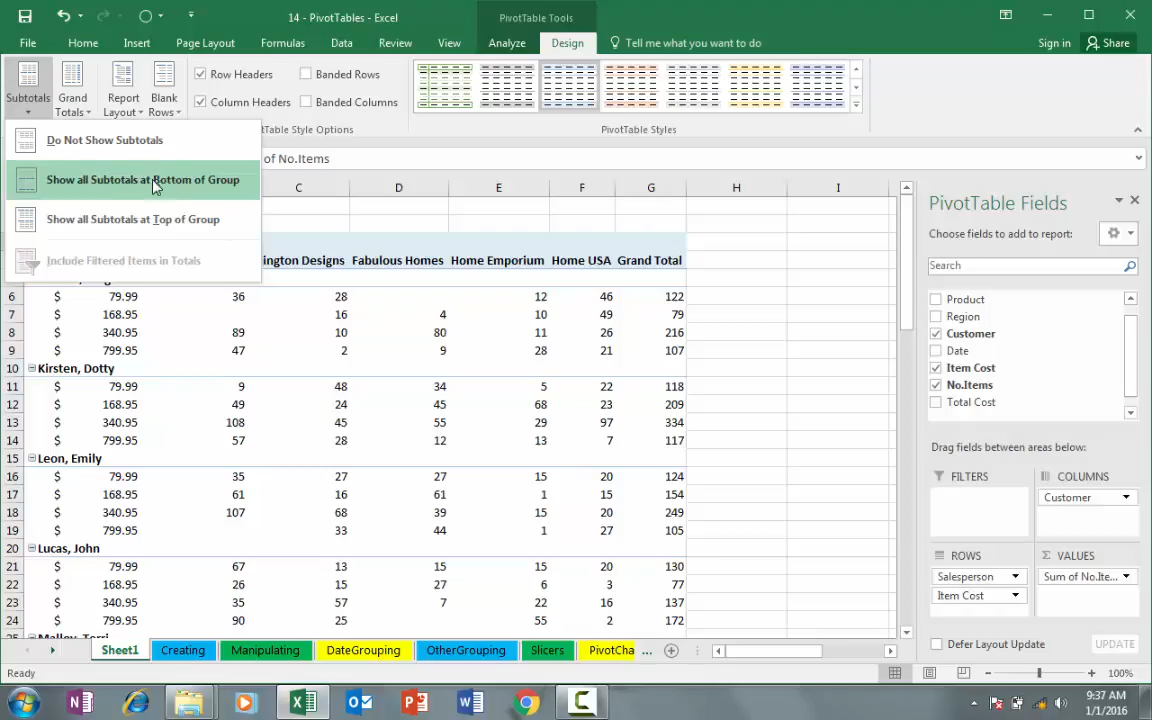 14 - PivotTables - Excel
PivotTable Tools
File Home Insert Page Layout Formulas Data Review View Analyze Design Tell me what you want to do Sign in Share
Subtotals
Grand Totals
Report Layout
Blank Rows
Row Headers
Banded Rows
Column Headers
Banded Columns
PivotTable Styles
Do Not Show Subtotals
Show all Subtotals at Bottom of Group
Show all Subtotals at Top of Group
Include Filtered Items in Totals
of No.Items
C D E F G H I
ington Designs Fabulous Homes Home Emporium Home USA Grand Total
6 $ 79.99 36 28 12 46 122
7 $ 168.95 16 4 10 49 79
8 $ 340.95 89 10 80 11 26 216
9 $ 799.95 47 2 9 28 21 107
10 Kirsten, Dotty
11 $ 79.99 9 48 34 5 22 118
12 $ 168.95 49 24 45 68 23 209
13 $ 340.95 108 45 55 29 97 334
14 $ 799.95 57 28 12 13 7 117
15 Leon, Emily
16 $ 79.99 35 27 27 15 20 124
17 $ 168.95 61 16 61 1 15 154
18 $ 340.95 107 68 39 15 20 249
19 $ 799.95 33 44 1 27 105
20 Lucas, John
21 $ 79.99 67 13 15 15 20 130
22 $ 168.95 26 15 27 6 3 77
23 $ 340.95 35 57 7 22 16 137
24 $ 799.95 90 25 55 2 172
25 Malloy, Terri
Sheet1 Creating Manipulating DateGrouping OtherGrouping Slicers PivotCha ...
Ready
100%
PivotTable Fields
Choose fields to add to report:
Search
Product
Region
Customer
Date
Item Cost
No.Items
Total Cost
Drag fields between areas below:
FILTERS
COLUMNS
Customer
ROWS
Salesperson
Item Cost
VALUES
Sum of No.Ite...
Defer Layout Update
UPDATE
9:37 AM
1/1/2016